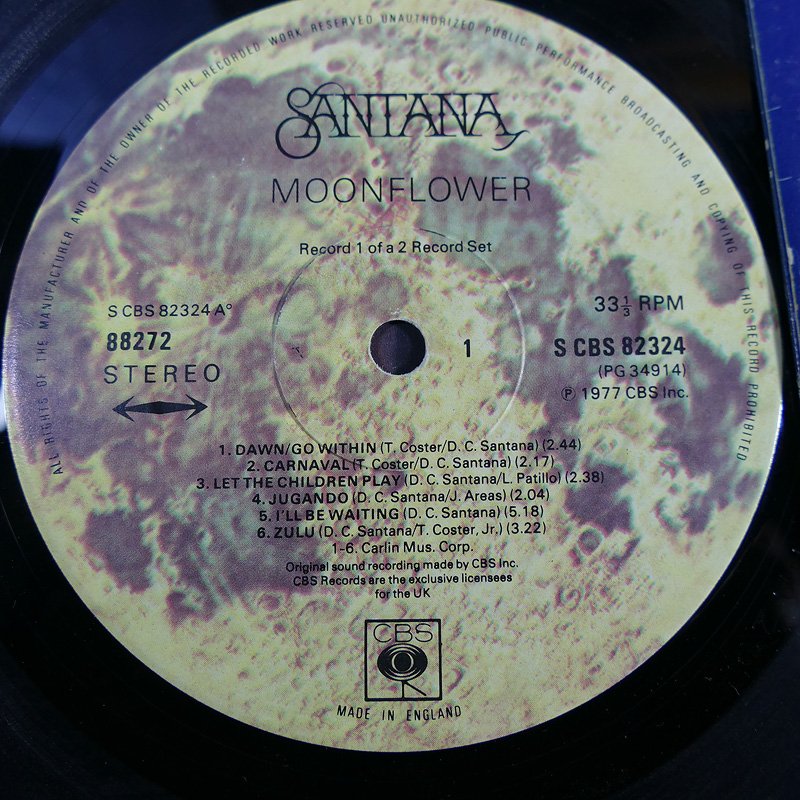 ALL RIGHTS OF THE MANUFACTURER AND OF THE OWNER OF THE RECORDED WORK RESERVED UNAUTHORIZED PUBLIC PERFORMANCE BROADCASTING AND COPYING OF THIS RECORD PROHIBITED
SANTANA
MOONFLOWER
Record 1 of a 2 Record Set
S CBS 82324 A°
88272
STEREO
1
33⅓ RPM
S CBS 82324
(PG 34914)
℗ 1977 CBS Inc.
1. DAWN/GO WITHIN (T. Coster/D. C. Santana) (2.44)
2. CARNAVAL (T. Coster/D. C. Santana) (2.17)
3. LET THE CHILDREN PLAY (D. C. Santana/L. Patillo) (2.38)
4. JUGANDO (D. C. Santana/J. Areas) (2.04)
5. I'LL BE WAITING (D. C. Santana) (5.18)
6. ZULU (D. C. Santana/T. Coster, Jr.) (3.22)
1-6. Carlin Mus. Corp.
Original sound recording made by CBS Inc.
CBS Records are the exclusive licensees
for the UK
CBS
MADE IN ENGLAND